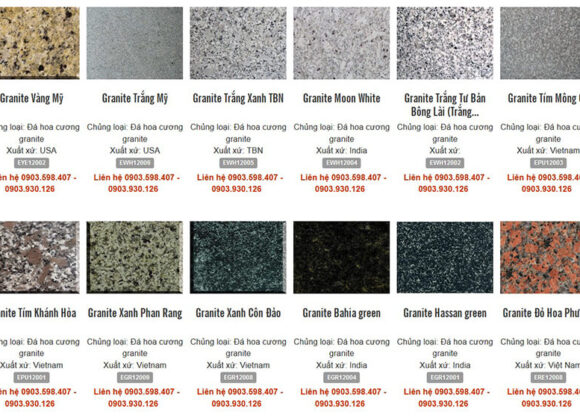 Granite Vàng Mỹ
hủng loại: Đá hoa cương
granite
Xuất xứ: USA
EYE12002
iên hệ 0903.598.407 -
0903.930.126
Granite Trắng Mỹ
Chủng loại: Đá hoa cương
granite
Xuất xứ: USA
EWH12006
Liên hệ 0903.598.407 -
0903.930.126
Granite Trắng Xanh TBN
Chủng loại: Đá hoa cương
granite
Xuất xứ: TBN
EWH12005
Liên hệ 0903.598.407 -
0903.930.126
Granite Moon White
Chủng loại: Đá hoa cương
granite
Xuất xứ: India
EWH12004
Liên hệ 0903.598.407 -
0903.930.126
Granite Trắng Tư Bản
Bông Lài (Trắng...
Chủng loại: Đá hoa cương
granite
Xuất xứ: USA
EWH12002
Liên hệ 0903.598.407 -
0903.930.126
Granite Tím Mông
Chủng loại: Đá hoa cương
granite
Xuất xứ: Vietnam
EPU12003
Liên hệ 0903.598.407 -
0903.930.126
nite Tím Khánh Hòa
hủng loại: Đá hoa cương
granite
Xuất xứ: Vietnam
EPU12001
iên hệ 0903.598.407 -
0903.930.126
Granite Xanh Phan Rang
Chủng loại: Đá hoa cương
granite
Xuất xứ: Vietnam
EGR12009
Liên hệ 0903.598.407 -
0903.930.126
Granite Xanh Côn Đảo
Chủng loại: Đá hoa cương
granite
Xuất xứ: Vietnam
EGR12008
Liên hệ 0903.598.407 -
0903.930.126
Granite Bahia green
Chủng loại: Đá hoa cương
granite
Xuất xứ: India
EGR12004
Liên hệ 0903.598.407 -
0903.930.126
Granite Hassan green
Chủng loại: Đá hoa cương
granite
Xuất xứ: India
EGR12001
Liên hệ 0903.598.407 -
0903.930.126
Granite Đỏ Hoa Phư
Chủng loại: Đá hoa cương
granite
Xuất xứ: Việt Nam
ERE12008
Liên hệ 0903.598.407 -
0903.930.126